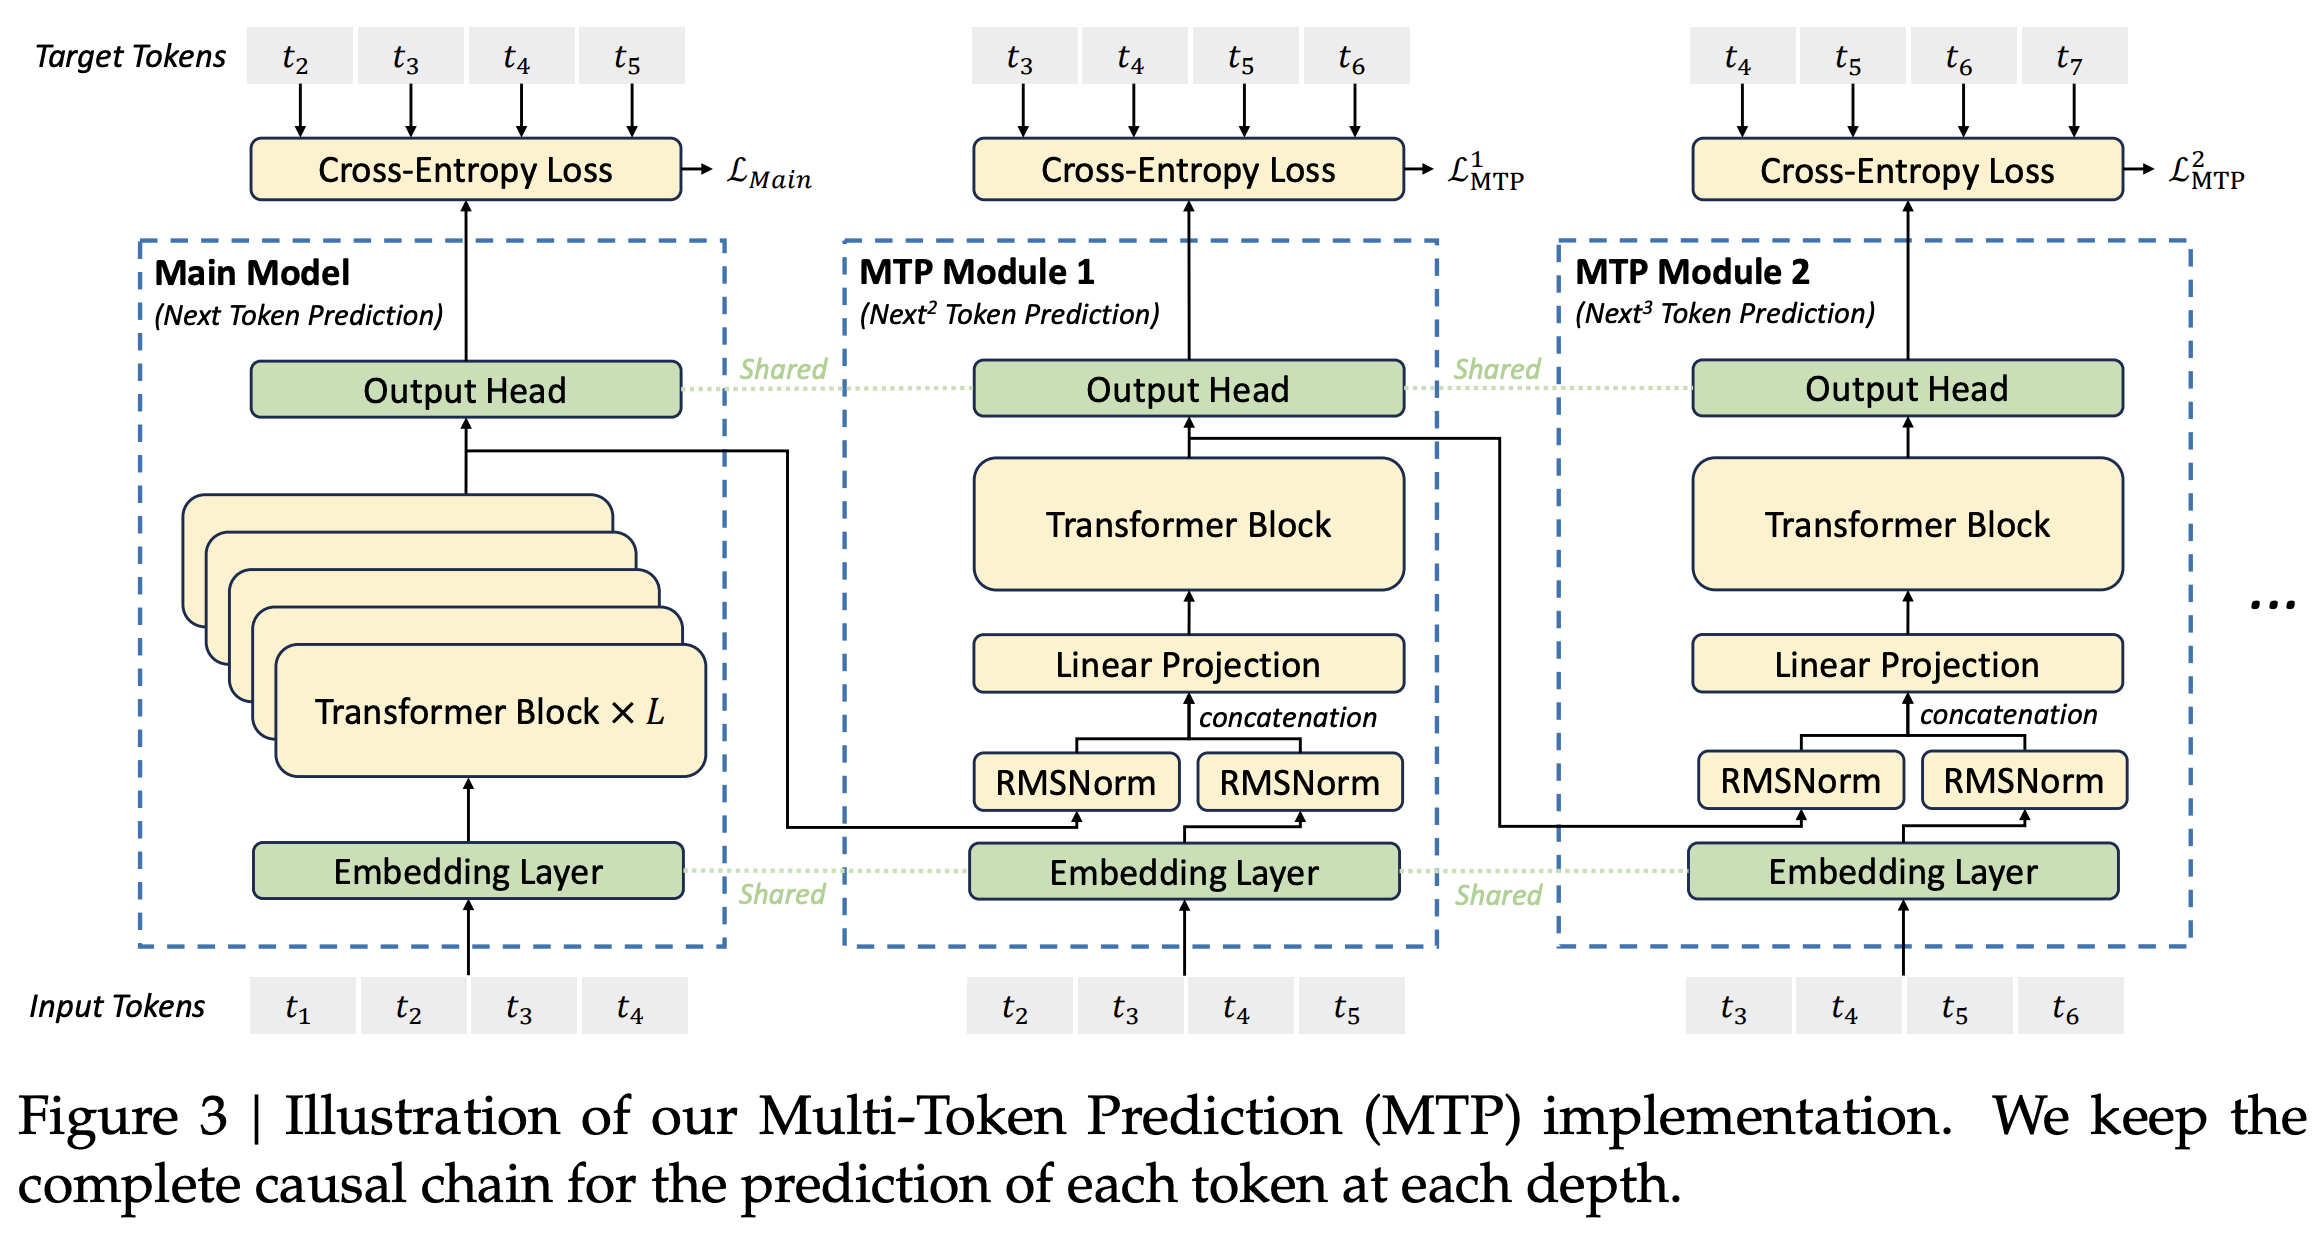 Target Tokens t₂ t₃ t₄ t₅ t₃ t₄ t₅ t₆ t₄ t₅ t₆ t₇
Cross-Entropy Loss ℒ_Main Cross-Entropy Loss ℒ¹_MTP Cross-Entropy Loss ℒ²_MTP
Main Model MTP Module 1 MTP Module 2
(Next Token Prediction) (Next² Token Prediction) (Next³ Token Prediction)
Output Head Shared Output Head Shared Output Head
Transformer Block Transformer Block
...
Linear Projection Linear Projection
Transformer Block × L concatenation concatenation
RMSNorm RMSNorm RMSNorm RMSNorm
Embedding Layer Shared Embedding Layer Shared Embedding Layer
Input Tokens t₁ t₂ t₃ t₄ t₂ t₃ t₄ t₅ t₃ t₄ t₅ t₆
Figure 3 | Illustration of our Multi-Token Prediction (MTP) implementation. We keep the
complete causal chain for the prediction of each token at each depth.